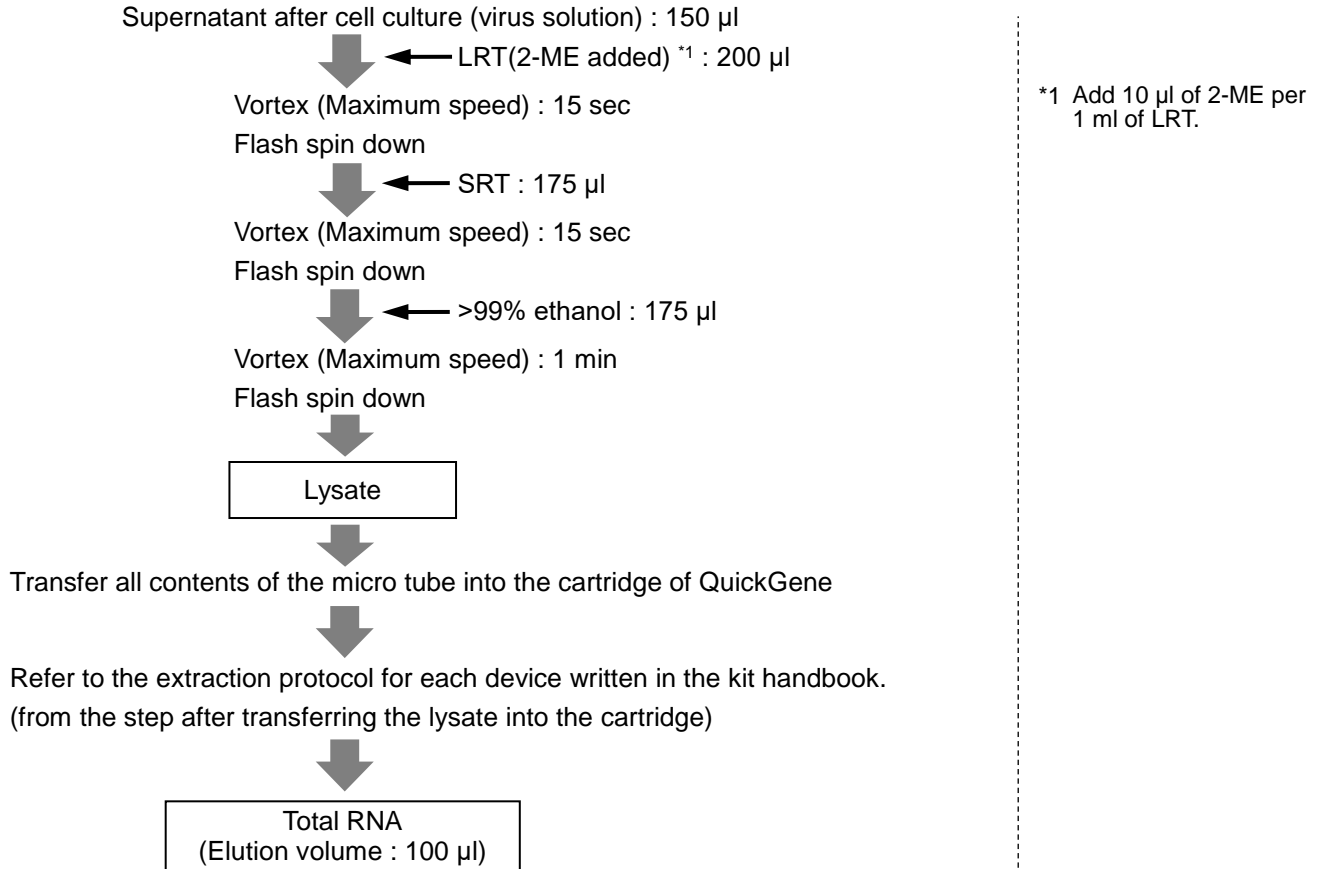 Supernatant after cell culture (virus solution) : 150 µl
LRT(2-ME added) *1 : 200 µl
Vortex (Maximum speed) : 15 sec
Flash spin down
SRT : 175 µl
Vortex (Maximum speed) : 15 sec
Flash spin down
>99% ethanol : 175 µl
Vortex (Maximum speed) : 1 min
Flash spin down
Lysate
Transfer all contents of the micro tube into the cartridge of QuickGene
Refer to the extraction protocol for each device written in the kit handbook.
(from the step after transferring the lysate into the cartridge)
Total RNA
(Elution volume : 100 µl)
*1 Add 10 µl of 2-ME per
1 ml of LRT.